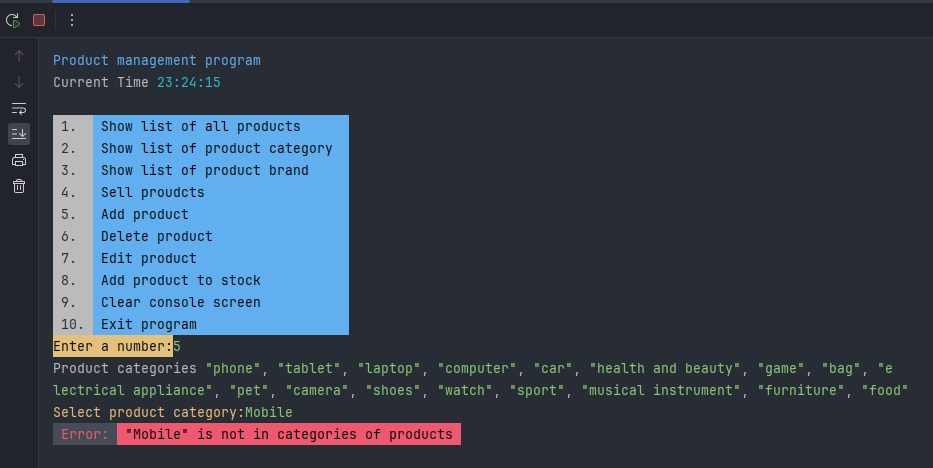 Product management program
Current Time 23:24:15
1. Show list of all products
2. Show list of product category
3. Show list of product brand
4. Sell proudcts
5. Add product
6. Delete product
7. Edit product
8. Add product to stock
9. Clear console screen
10. Exit program
Enter a number:5
Product categories "phone", "tablet", "laptop", "computer", "car", "health and beauty", "game", "bag", "e
lectrical appliance", "pet", "camera", "shoes", "watch", "sport", "musical instrument", "furniture", "food"
Select product category:Mobile
Error: "Mobile" is not in categories of products